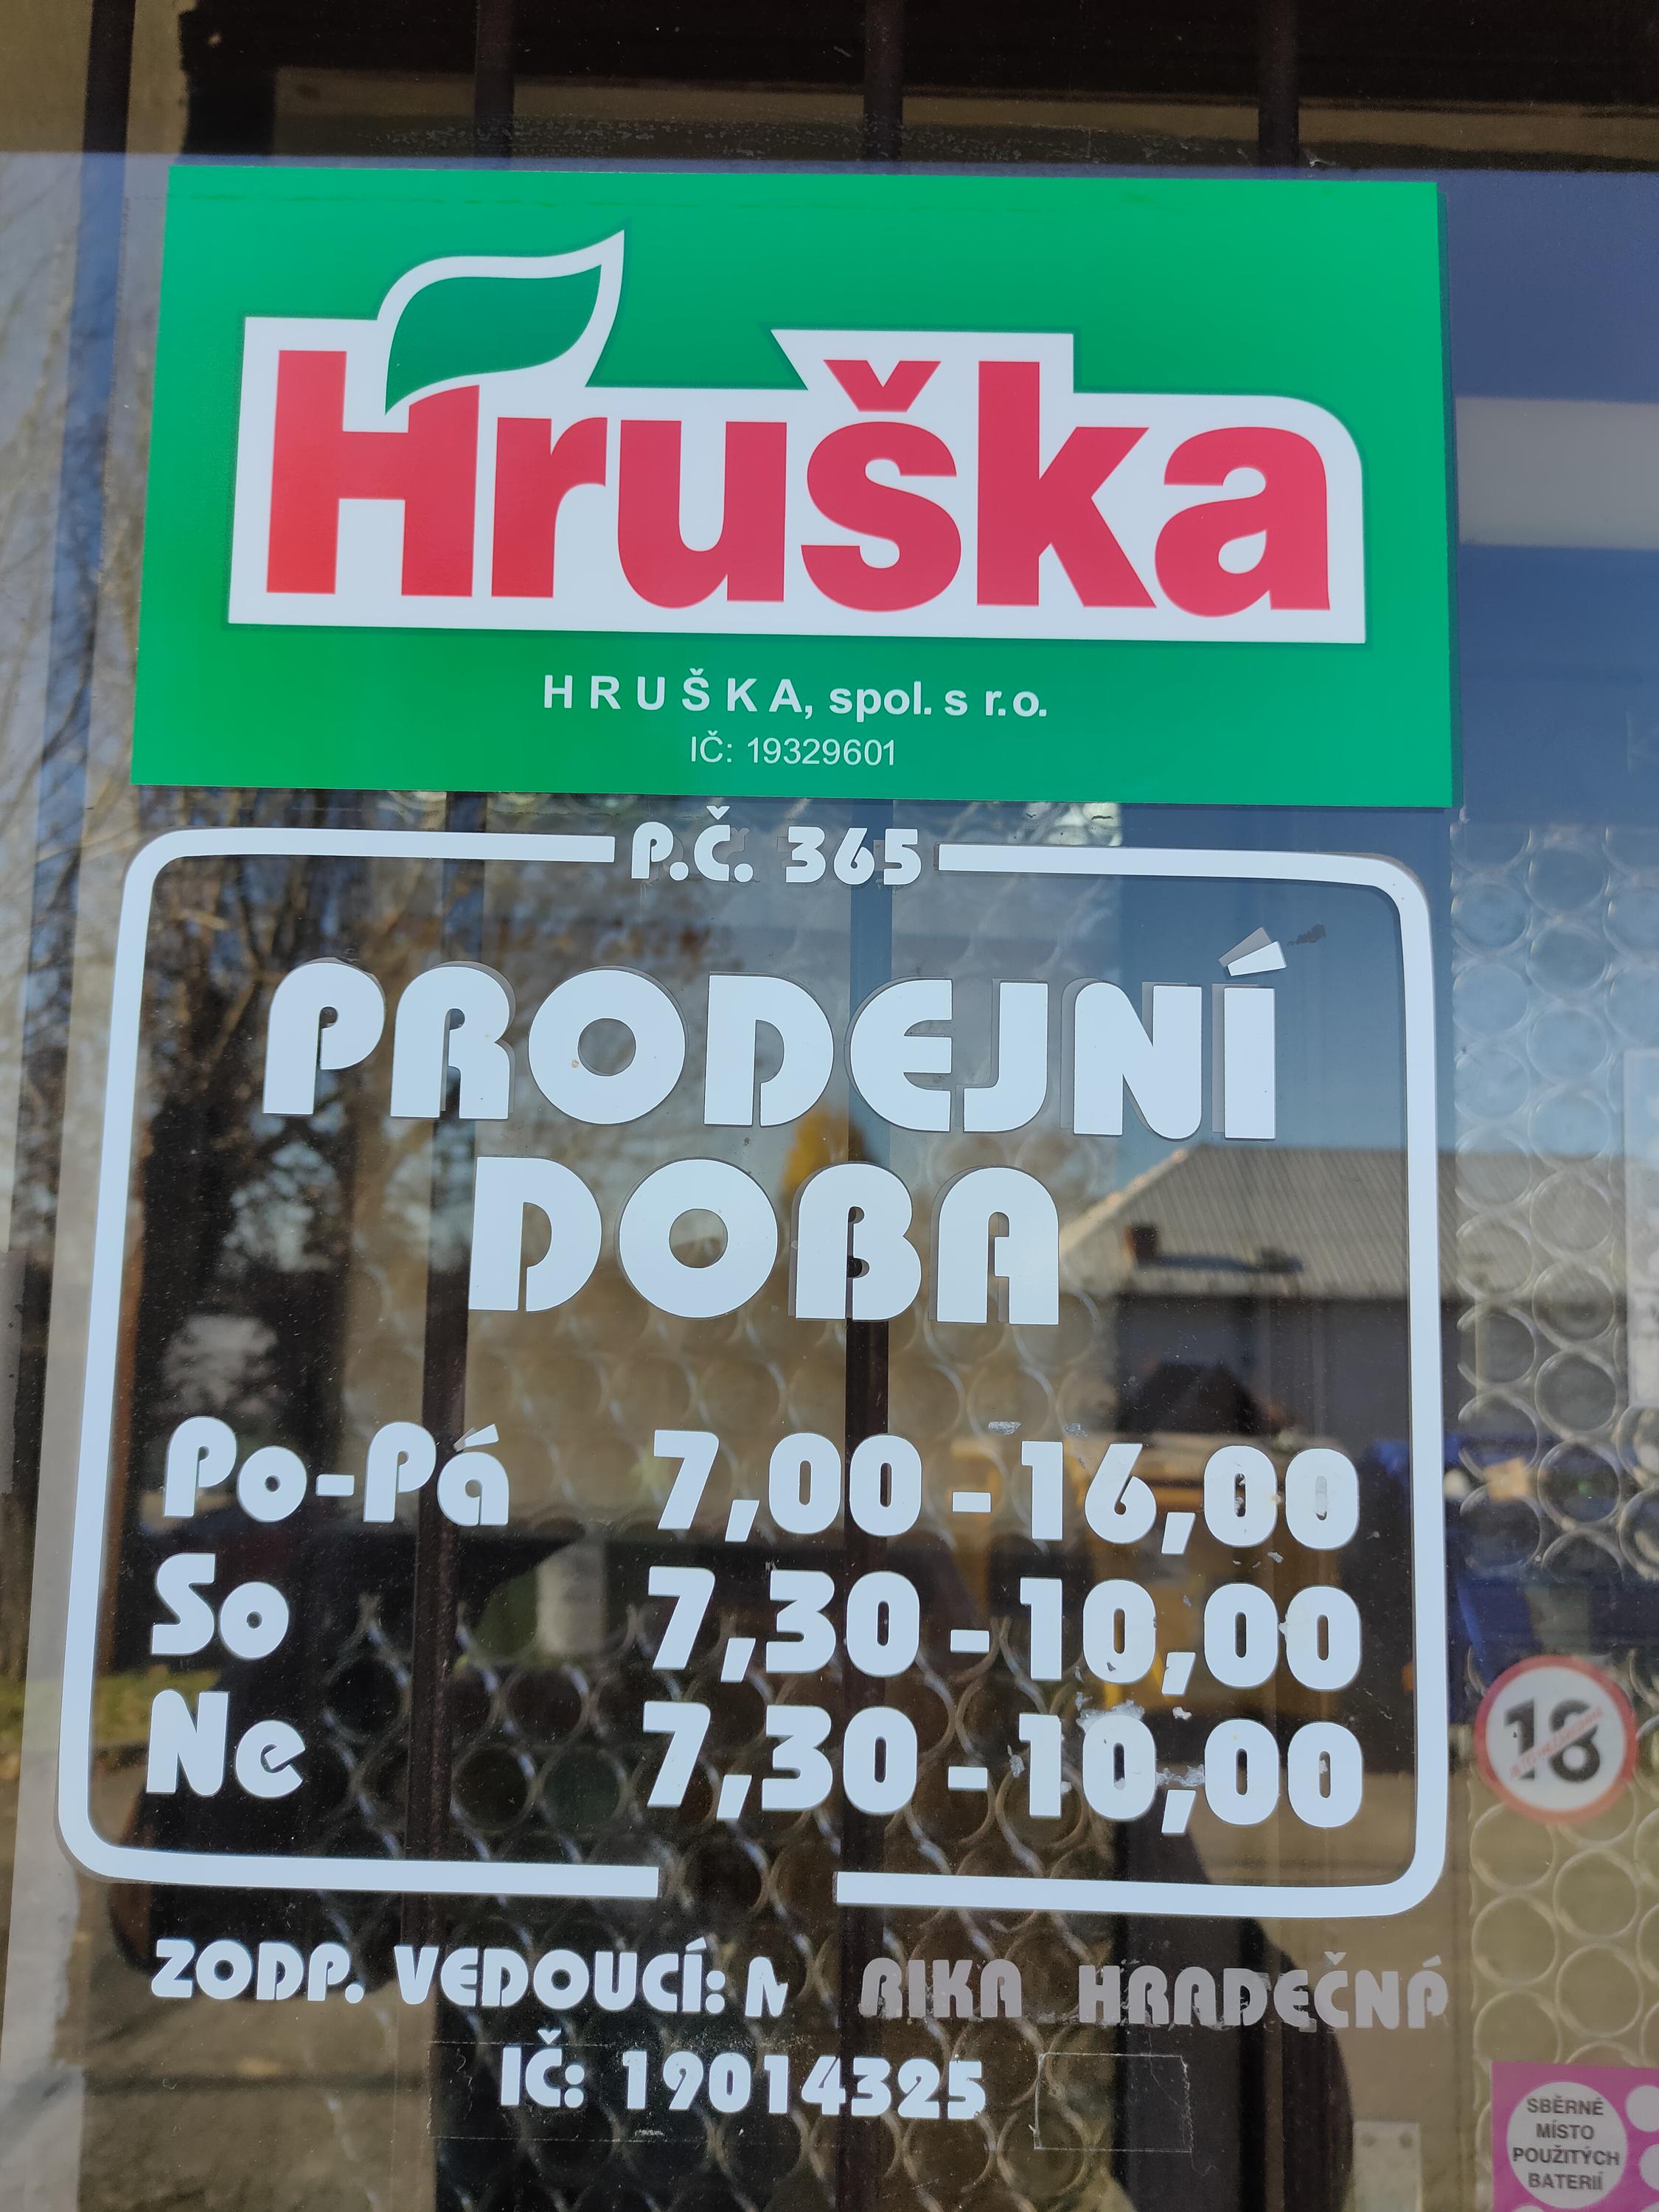 Hruška
HRUŠKA, spol. s r.o.
IČ: 19329601
P.Č. 365
PRODEJNÍ
DOBA
Po-Pá 7,00 - 16,00
So 7,30 - 10,00
Ne 7,30 - 10,00
ZODP. VEDOUCÍ: HRADEČNÁ
IČ: 19014325
18
SBĚRNÉ
MÍSTO
POUŽITÝCH
BATERIÍ